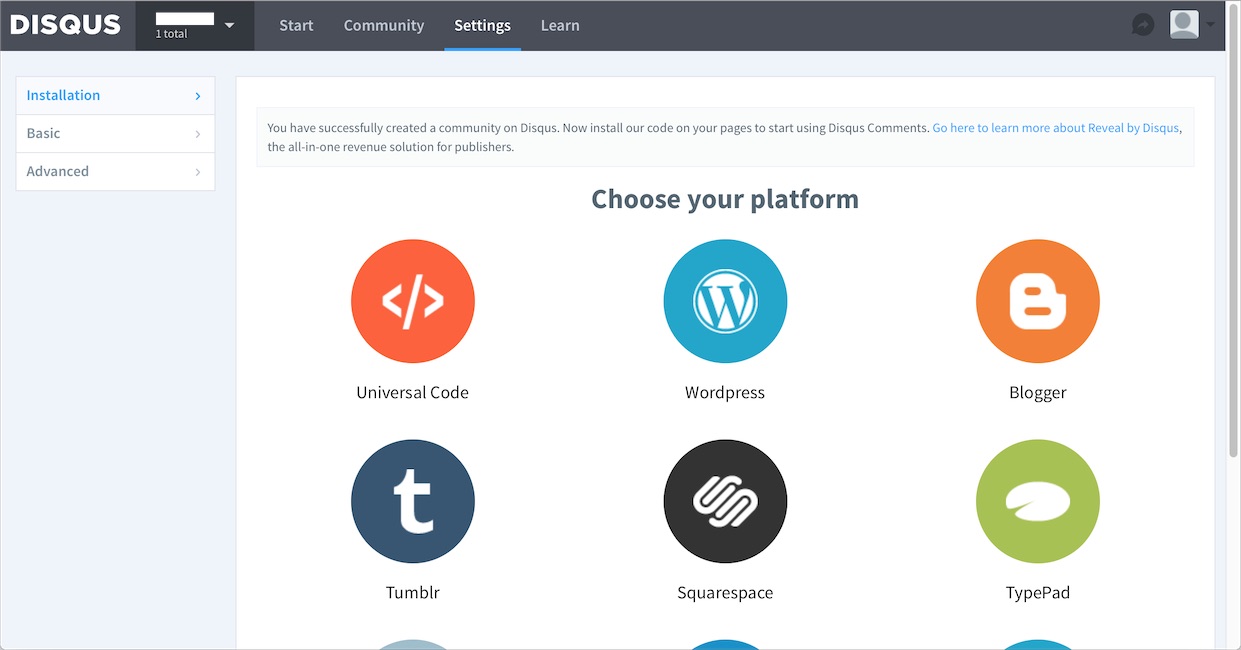 DISQUS
1 total
Start Community Settings Learn
Installation
Basic
Advanced
You have successfully created a community on Disqus. Now install our code on your pages to start using Disqus Comments. Go here to learn more about Reveal by Disqus,
the all-in-one revenue solution for publishers.
Choose your platform
Universal Code Wordpress Blogger
Tumblr Squarespace TypePad